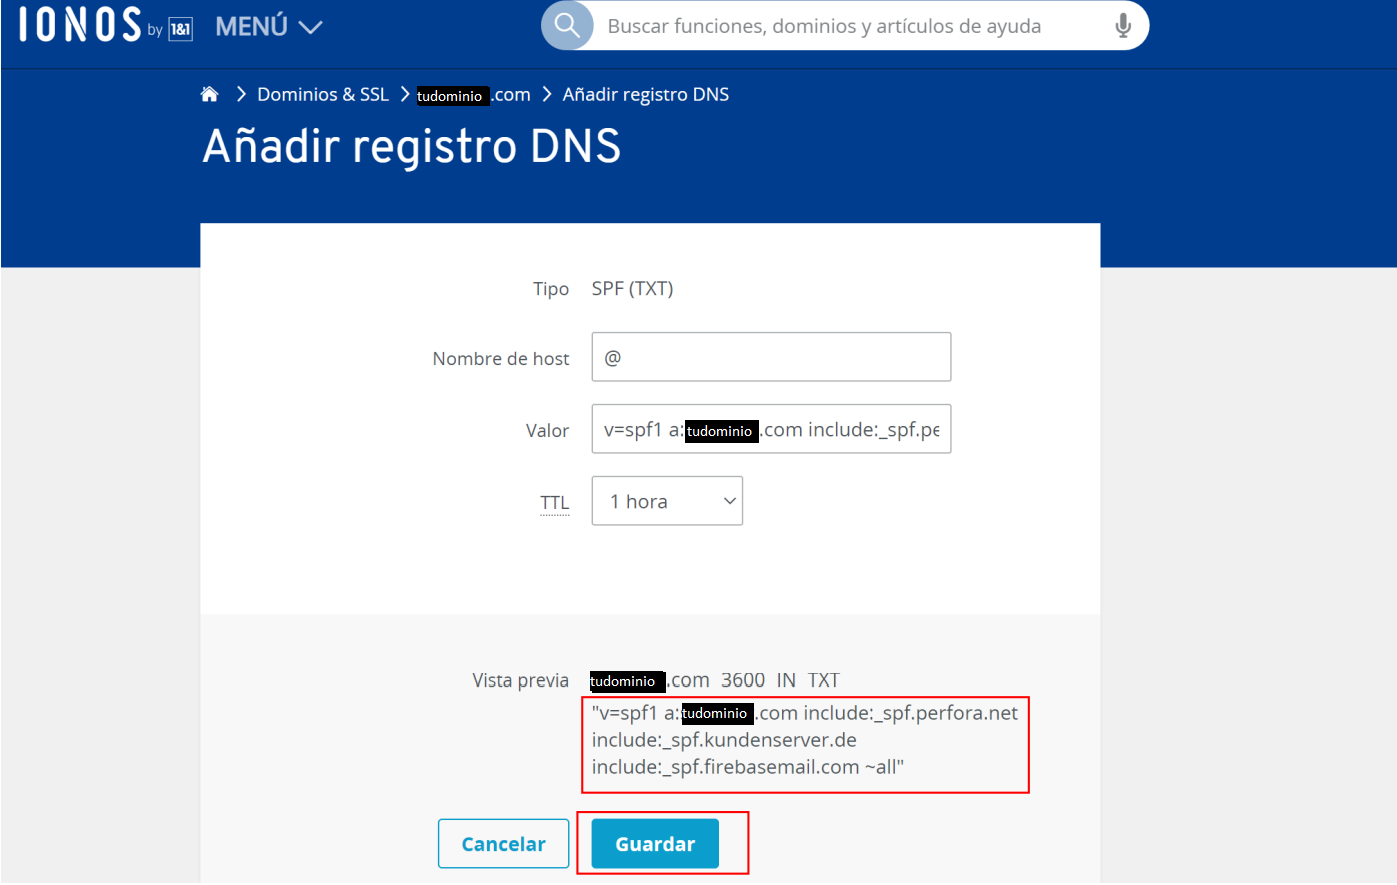 IONOS by 1&1 MENÚ Buscar funciones, dominios y artículos de ayuda
Dominios & SSL > tudominio.com > Añadir registro DNS
Añadir registro DNS
Tipo SPF (TXT)
Nombre de host @
Valor v=spf1 a:tudominio.com include:_spf.pe
TTL 1 hora
Vista previa tudominio.com 3600 IN TXT
"v=spf1 a:tudominio.com include:_spf.perfora.net
include:_spf.kundenserver.de
include:_spf.firebasemail.com ~all"
Cancelar Guardar